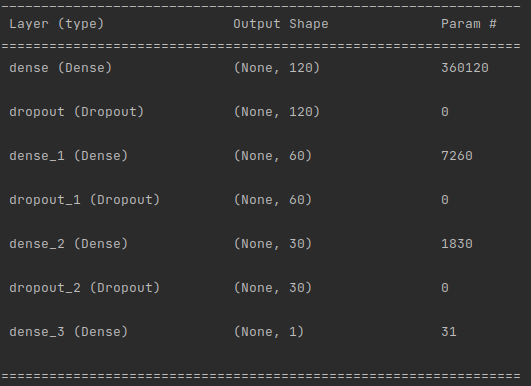 Layer (type) Output Shape Param #
dense (Dense) (None, 120) 360120
dropout (Dropout) (None, 120) 0
dense_1 (Dense) (None, 60) 7260
dropout_1 (Dropout) (None, 60) 0
dense_2 (Dense) (None, 30) 1830
dropout_2 (Dropout) (None, 30) 0
dense_3 (Dense) (None, 1) 31